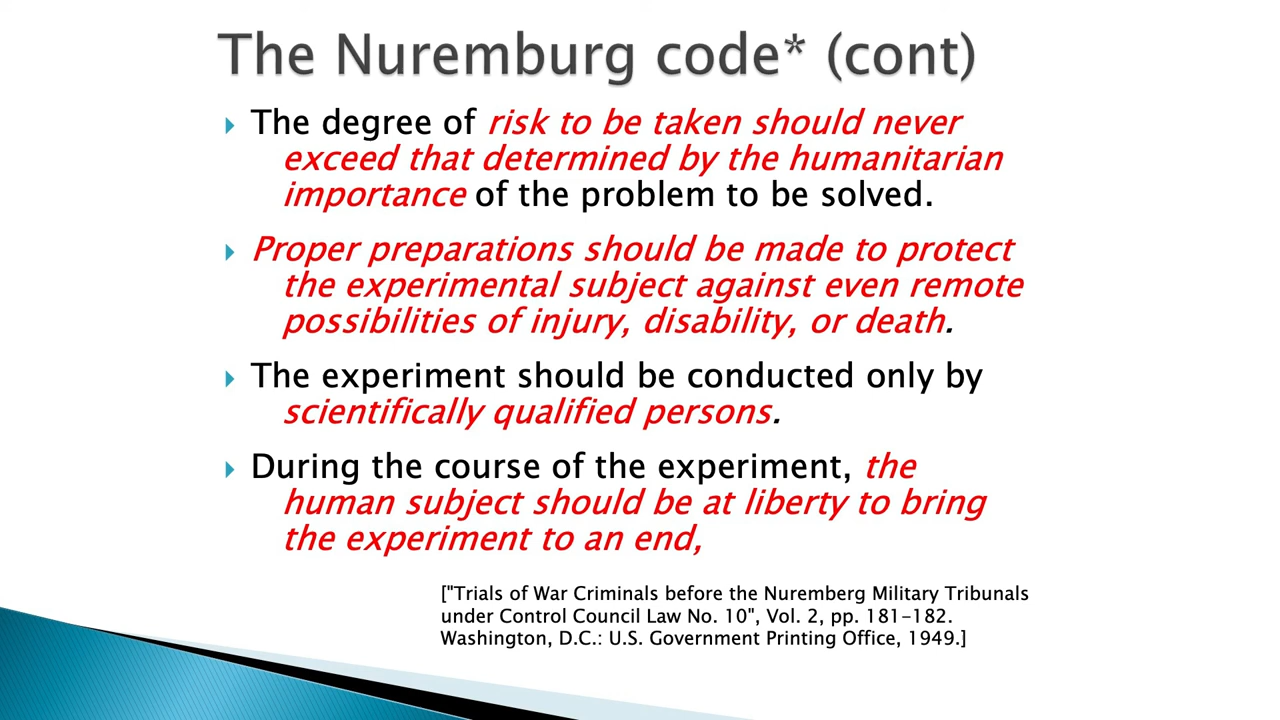 The Nuremburg code* (cont)
The degree of risk to be taken should never
exceed that determined by the humanitarian
importance of the problem to be solved.
Proper preparations should be made to protect
the experimental subject against even remote
possibilities of injury, disability, or death.
The experiment should be conducted only by
scientifically qualified persons.
During the course of the experiment, the
human subject should be at liberty to bring
the experiment to an end,
["Trials of War Criminals before the Nuremberg Military Tribunals
under Control Council Law No. 10", Vol. 2, pp. 181-182.
Washington, D.C.: U.S. Government Printing Office, 1949.]